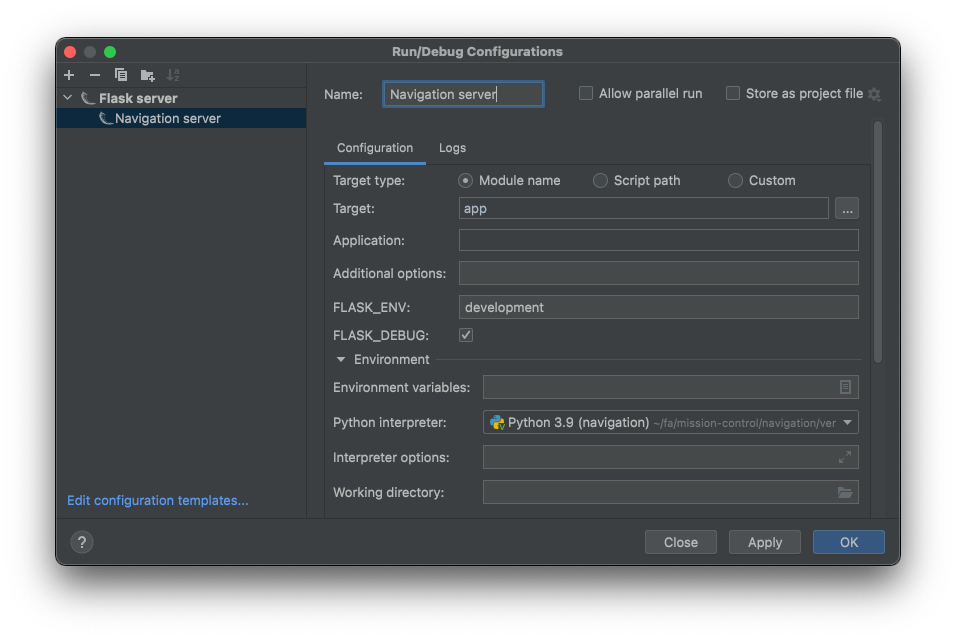 Run/Debug Configurations
Flask server
Navigation server
Edit configuration templates...
Name: Navigation server Allow parallel run Store as project file
Configuration Logs
Target type: Module name Script path Custom
Target: app ...
Application:
Additional options:
FLASK_ENV: development
FLASK_DEBUG:
Environment
Environment variables:
Python interpreter: Python 3.9 (navigation) ~/fa/mission-control/navigation/ver
Interpreter options:
Working directory:
? Close Apply OK